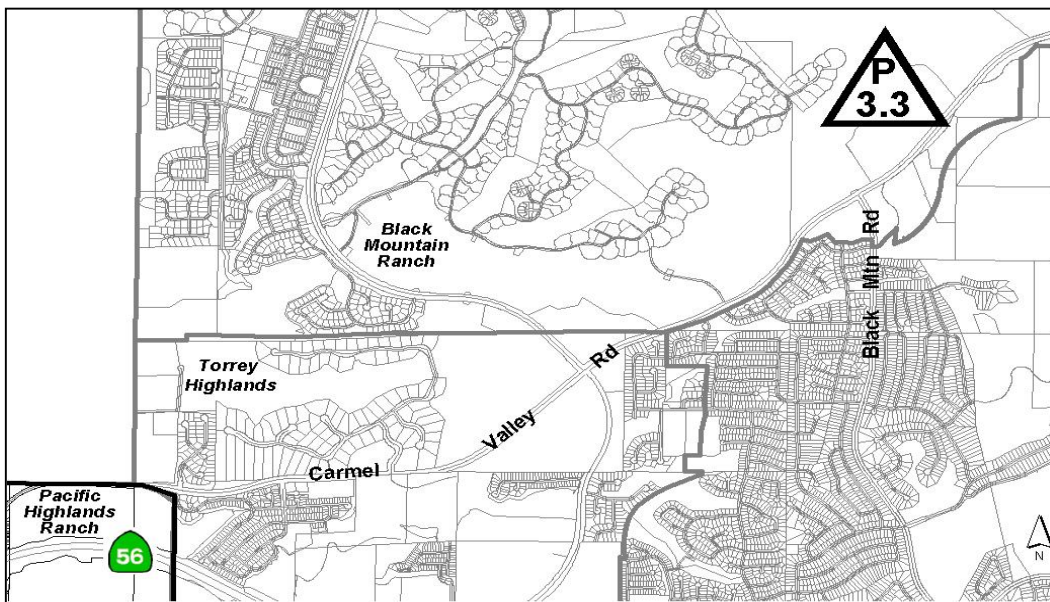 P
3.3
Black
Mountain
Ranch
Black Mtn Rd
Torrey
Highlands
Carmel Valley Rd
Pacific
Highlands
Ranch
56
N